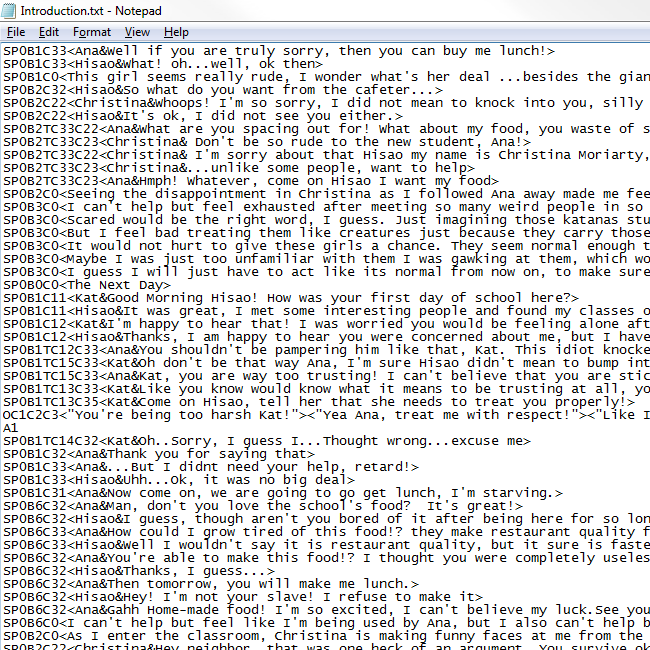 Introduction.txt - Notepad
File Edit Format View Help
SP0B1C33<Ana&Well if you are truly sorry, then you can buy me lunch!>
SP0B1C33<Hisao&What! oh...well, ok then>
SP0B1C0<This girl seems really rude, I wonder what's her deal ...besides the gian
SP0B2C32<Hisao&So what do you want from the cafeter...>
SP0B2C22<Christina&Whoops! I'm so sorry, I did not mean to knock into you, silly
SP0B2C22<Hisao&It's ok, I did not see you either.>
SP0B2TC33C22<Ana&What are you spacing out for! What about my food, you waste of s
SP0B2TC33C23<Christina& Don't be so rude to the new student, Ana!>
SP0B2TC33C22<Christina& I'm sorry about that Hisao my name is Christina Moriarty,
SP0B2TC33C23<Christina&...unlike some people, want to help>
SP0B2TC33C23<Ana&Hmph! Whatever, come on Hisao I want my food>
SP0B2C0<Seeing the disappointment in Christina as I followed Ana away made me fee
SP0B3C0<I can't help but feel exhausted after meeting so many weird people in so
SP0B3C0<Scared would be the right word, I guess. Just imagining those katanas stu
SP0B3C0<But I feel bad treating them like creatures just because they carry those
SP0B3C0<It would not hurt to give these girls a chance. They seem normal enough t
SP0B3C0<Maybe I was just too unfamiliar with them I was gawking at them, which wo
SP0B3C0<I guess I will just have to act like its normal from now on, to make sure
SP0B0C0<The Next Day>
SP0B1C11<Kat&Good Morning Hisao! How was your first day of school here?>
SP0B1C11<Hisao&It was great, I met some interesting people and found my classes o
SP0B1C12<Kat&I'm happy to hear that! I was worried you would be feeling alone aft
SP0B1C12<Hisao&Thanks, I am happy to hear you were concerned about me, but I have
SP0B1TC12C33<Ana&You shouldn't be pampering him like that, Kat. This idiot knocke
SP0B1TC15C33<Kat&Oh don't be that way Ana, I'm sure Hisao didn't mean to bump int
SP0B1TC15C33<Ana&Kat, you are way too trusting! I can't believe that you are stic
SP0B1TC13C33<Kat&Like you know would know what it means to be trusting at all, yo
SP0B1TC13C35<Kat&Come on Hisao, tell her that she needs to treat you properly!>
OC1C2C3<"You're being too harsh Kat!"><"Yea Ana, treat me with respect!"><"Like I
A1
SP0B1TC14C32<Kat&Oh..Sorry, I guess I...Thought wrong...excuse me>
SP0B1C32<Ana&Thank you for saying that>
SP0B1C33<Ana&...But I didnt need your help, retard!>
SP0B1C33<Hisao&Uhh...Ok, it was no big deal>
SP0B1C31<Ana&Now come on, we are going to go get lunch, I'm starving.>
SP0B6C32<Ana&Man, don't you love the school's food?  It's great!>
SP0B6C32<Hisao&I guess, though aren't you bored of it after being here for so lon
SP0B6C33<Ana&How could I grow tired of this food!? they make restaurant quality f
SP0B6C33<Hisao&Well I wouldn't say it is restaurant quality, but it sure is faste
SP0B6C32<Ana&You're able to make this food!? I thought you were completely useles
SP0B6C32<Hisao&Thanks, I guess...>
SP0B6C32<Ana&Then tomorrow, you will make me lunch.>
SP0B6C32<Hisao&Hey! I'm not your slave! I refuse to make it>
SP0B6C32<Ana&Gahh Home-made food! I'm so excited, I can't believe my luck.See you
SP0B6C0<I can't help but feel like I'm being used by Ana, but I also can't help b
SP0B2C0<As I enter the classroom, Christina is making funny faces at me from the
SP0B2C22<Christina&Hey neighbor, that was one heck of an argument. You survive ok